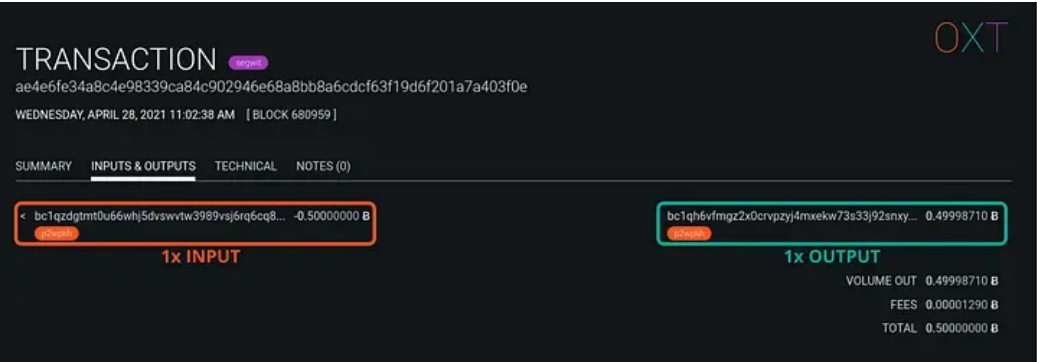 OXT
TRANSACTION segwit
ae4e6fe34a8c4e98339ca84c902946e68a8bb8a6cdcf63f19d6f201a7a403f0e
WEDNESDAY, APRIL 28, 2021 11:02:38 AM [ BLOCK 680959 ]
SUMMARY INPUTS & OUTPUTS TECHNICAL NOTES (0)
< bc1qzdgtmt0u66whj5dvswvtw3989vsj6rq6cq8... -0.50000000 Ƀ
p2wpkh
1x INPUT
bc1qh6vfmgz2x0crvpzyj4mxekw73s33j92snxy... 0.49998710 Ƀ
p2wpkh
1x OUTPUT
VOLUME OUT 0.49998710 Ƀ
FEES 0.00001290 Ƀ
TOTAL 0.50000000 Ƀ